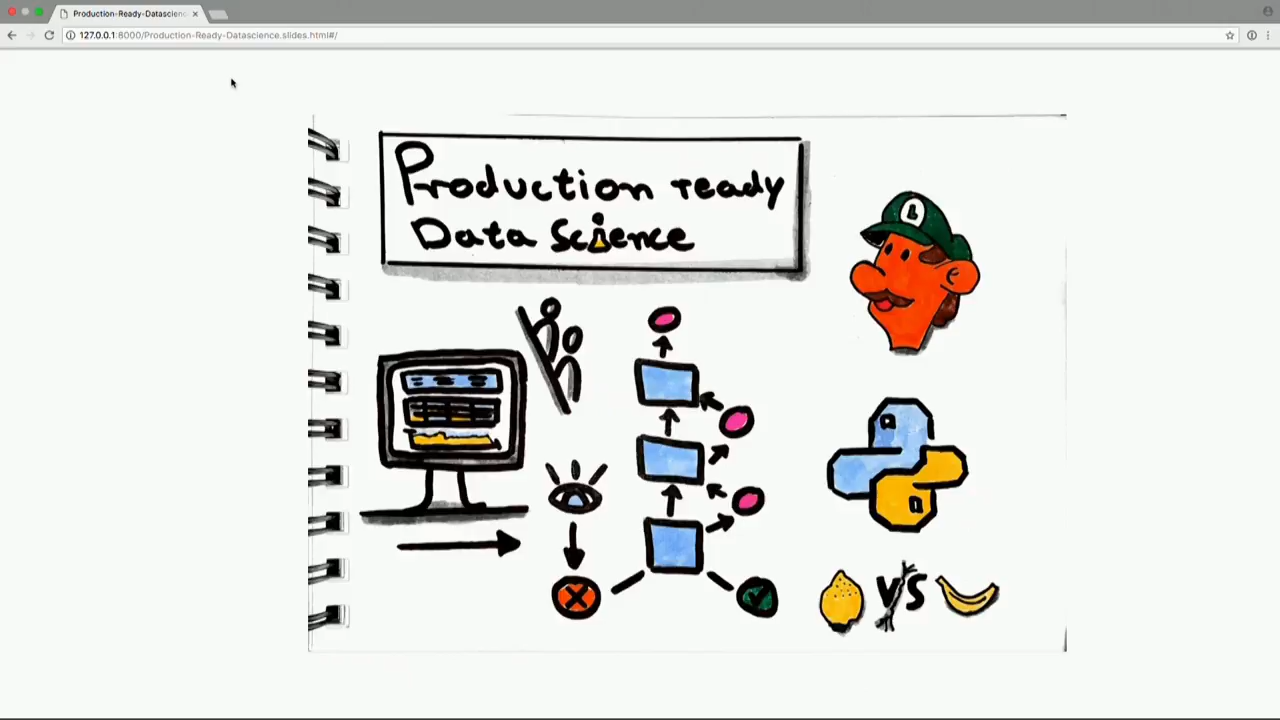 Production-Ready-Datascienc
127.0.0.1:8000/Production-Ready-Datascience.slides.html#/
Production ready
Data Science
L
VS